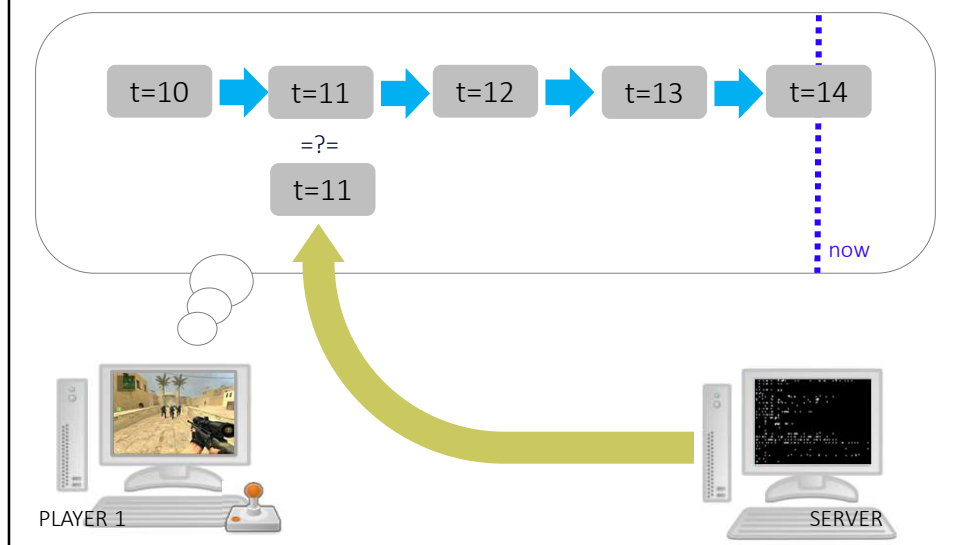 t=10
t=11
t=12
t=13
t=14
=?=
t=11
now
PLAYER 1
SERVER